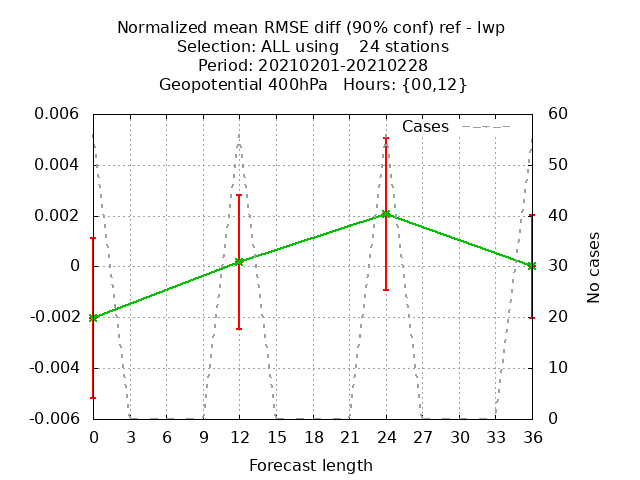 Normalized mean RMSE diff (90% conf) ref - lwp
Selection: ALL using    24 stations
Period: 20210201-20210228
Geopotential 400hPa   Hours: {00,12}
Cases
0.006
0.004
0.002
0
-0.002
-0.004
-0.006
60
50
40
30
20
10
0
No cases
0 3 6 9 12 15 18 21 24 27 30 33 36
Forecast length